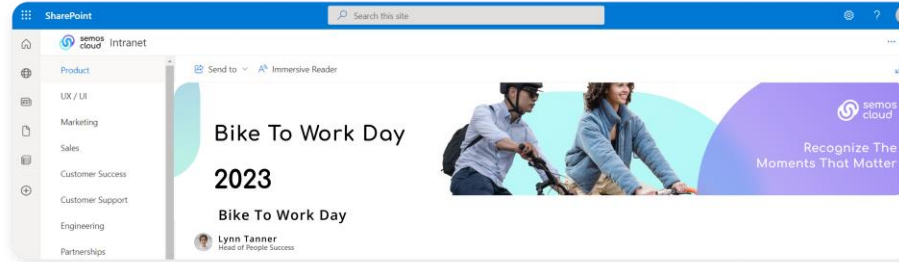 SharePoint
Search this site
?
semos
cloud
Intranet
...
Product
UX / UI
Marketing
Sales
Customer Success
Customer Support
Engineering
Partnerships
Send to
Immersive Reader
Bike To Work Day
2023
Bike To Work Day
Lynn Tanner
Head of People Success
semos
cloud
Recognize The
Moments That Matter